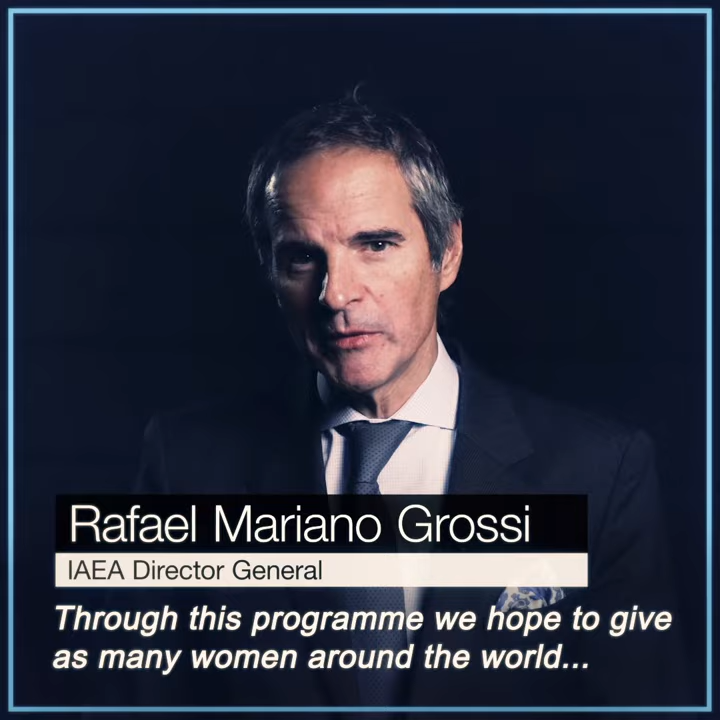 Rafael Mariano Grossi
IAEA Director General
Through this programme we hope to give
as many women around the world...